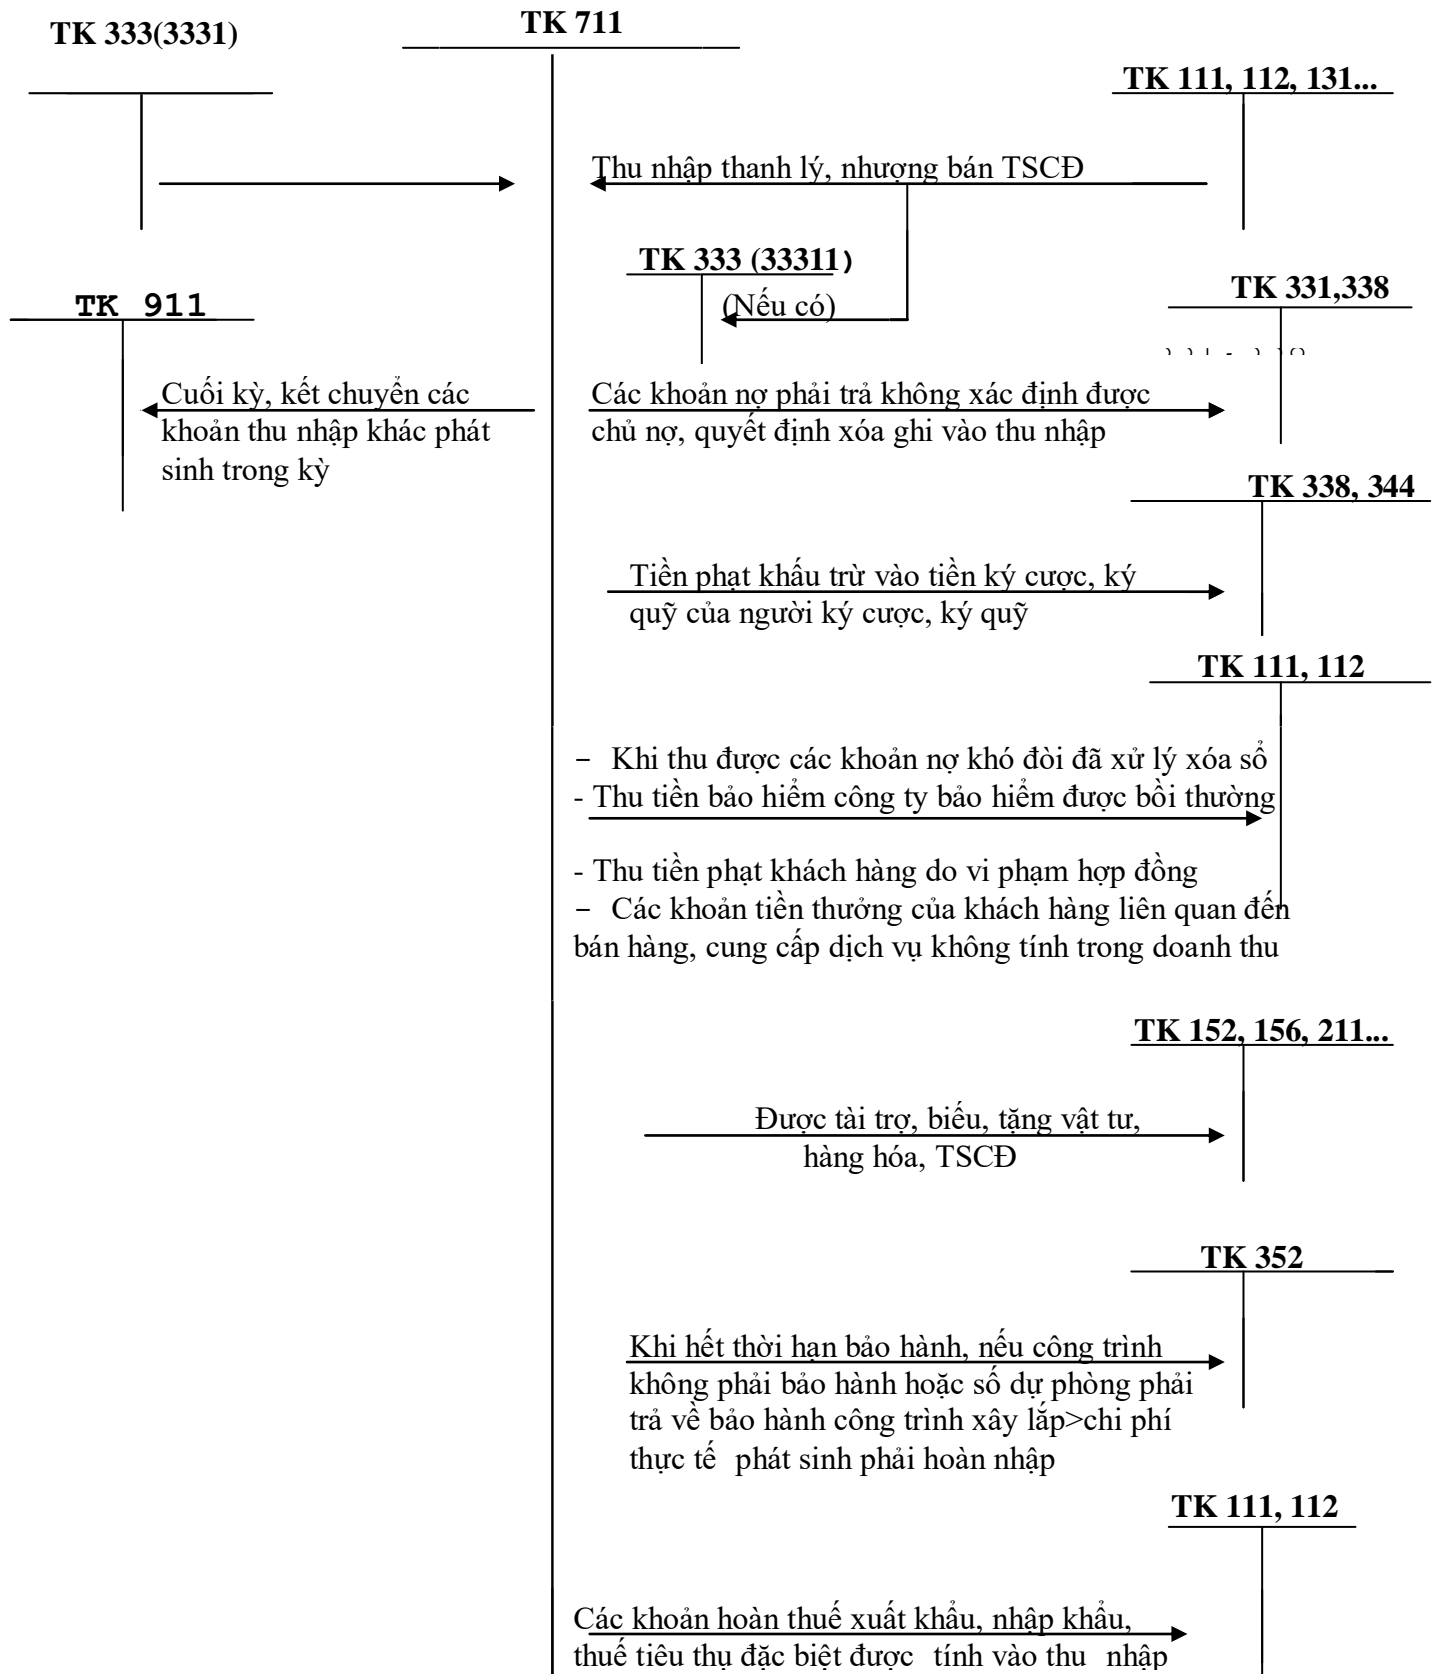 TK 333(3331)
TK 711
TK 111, 112, 131...
Thu nhập thanh lý, nhượng bán TSCĐ
TK 333 (33311)
(Nếu có)
TK 331,338
TK 911
Cuối kỳ, kết chuyển các
khoản thu nhập khác phát
sinh trong kỳ
Các khoản nợ phải trả không xác định được
chủ nợ, quyết định xóa ghi vào thu nhập
TK 338, 344
Tiền phạt khấu trừ vào tiền ký cược, ký
quỹ của người ký cược, ký quỹ
TK 111, 112
- Khi thu được các khoản nợ khó đòi đã xử lý xóa sổ
- Thu tiền bảo hiểm công ty bảo hiểm được bồi thường
- Thu tiền phạt khách hàng do vi phạm hợp đồng
- Các khoản tiền thưởng của khách hàng liên quan đến
bán hàng, cung cấp dịch vụ không tính trong doanh thu
TK 152, 156, 211...
Được tài trợ, biếu, tặng vật tư,
hàng hóa, TSCĐ
TK 352
Khi hết thời hạn bảo hành, nếu công trình
không phải bảo hành hoặc số dự phòng phải
trả về bảo hành công trình xây lắp>chi phí
thực tế phát sinh phải hoàn nhập
TK 111, 112
Các khoản hoàn thuế xuất khẩu, nhập khẩu,
thuế tiêu thụ đặc biệt được tính vào thu nhập